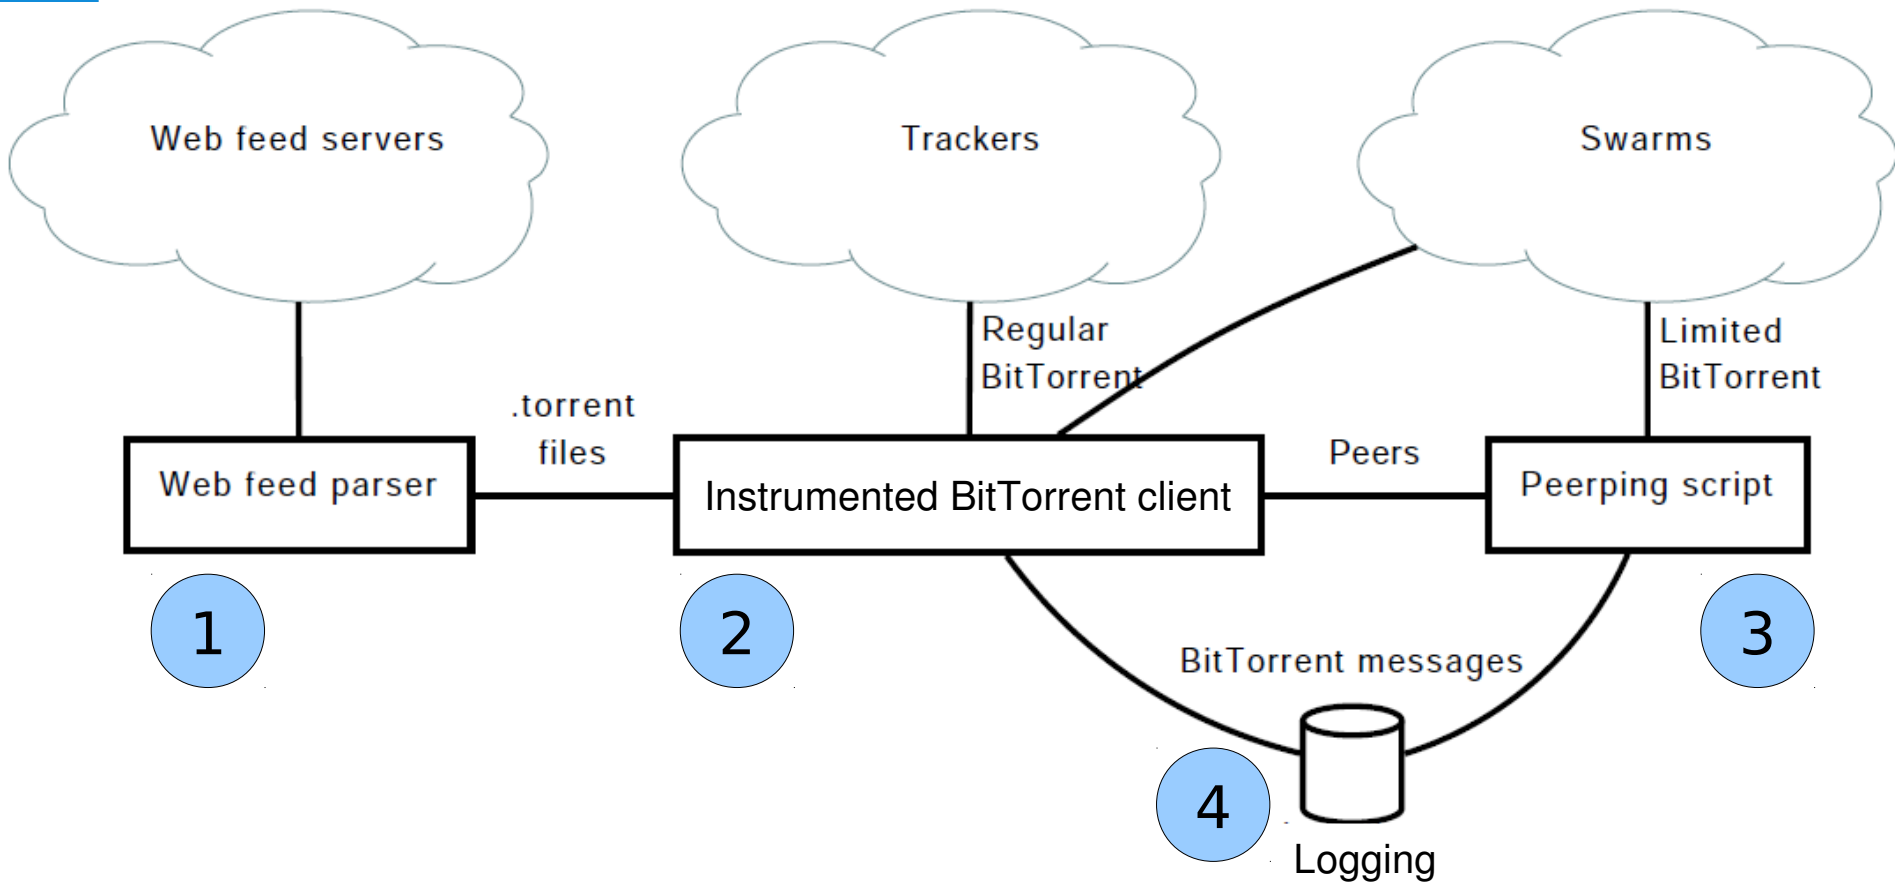 Web feed servers
Trackers
Swarms
Regular
BitTorrent
Limited
BitTorrent
.torrent
files
Peers
Web feed parser
Instrumented BitTorrent client
Peerping script
1
2
3
BitTorrent messages
4
Logging